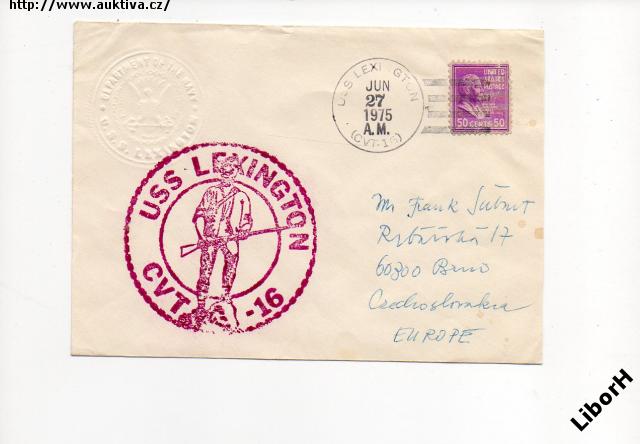 http://www.auktiva.cz/
DEPARTMENT OF THE NAVY
U.S.S. LEXINGTON
USS LEXINGTON
JUN
27
1975
A.M.
(CVT-16)
UNITED
STATES
POSTAGE
50 CENTS 50
USS LEXINGTON
CVT -16
Mr Frank
Rybářská 17
60300 Brno
Czechoslovakia
EUROPE
LiborH